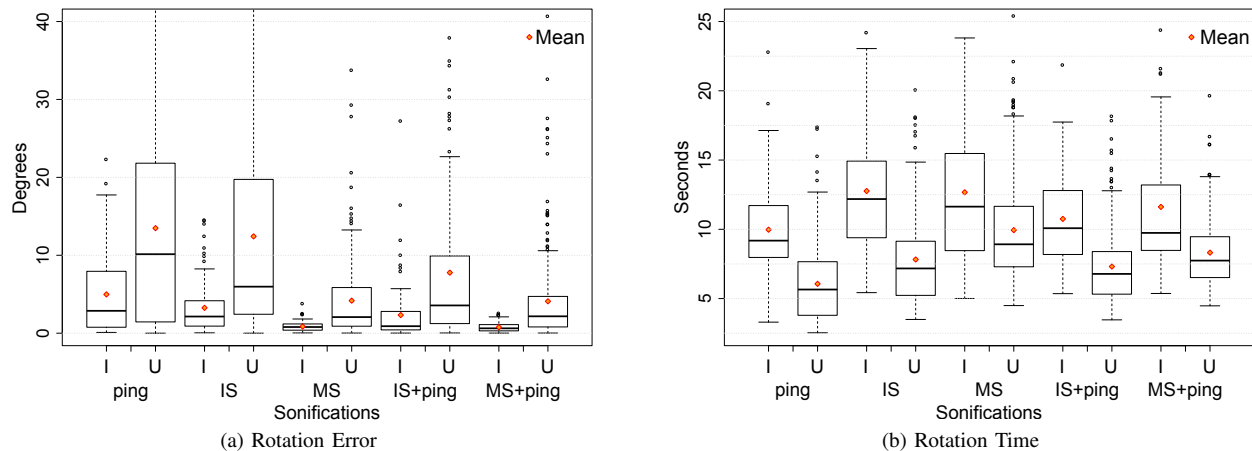 40
30
20
10
0
Degrees
Mean
I U I U I U I U I U
ping IS MS IS+ping MS+ping
Sonifications
(a) Rotation Error
25
20
15
10
5
Seconds
Mean
I U I U I U I U I U
ping IS MS IS+ping MS+ping
Sonifications
(b) Rotation Time